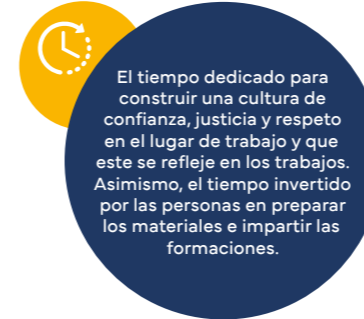 El tiempo dedicado para
construir una cultura de
confianza, justicia y respeto
en el lugar de trabajo y que
este se refleje en los trabajos.
Asimismo, el tiempo invertido
por las personas en preparar
los materiales e impartir las
formaciones.